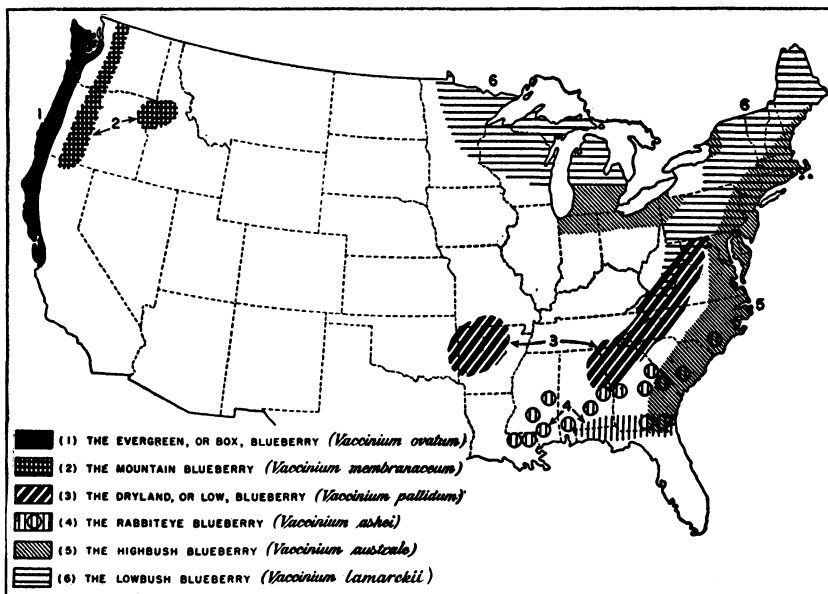 6
6
1
2
3
5
4
(1) THE EVERGREEN, OR BOX, BLUEBERRY (Vaccinium ovatum)
(2) THE MOUNTAIN BLUEBERRY (Vaccinium membranaceum)
(3) THE DRYLAND, OR LOW, BLUEBERRY (Vaccinium pallidum)
(4) THE RABBITEYE BLUEBERRY (Vaccinium ashei)
(5) THE HIGHBUSH BLUEBERRY (Vaccinium australe)
(6) THE LOWBUSH BLUEBERRY (Vaccinium lamarckii)